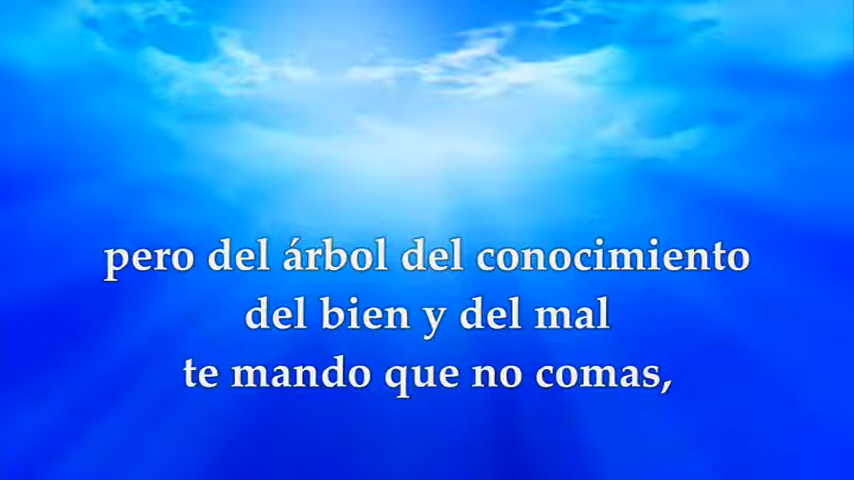 pero del árbol del conocimiento
del bien y del mal
te mando que no comas,